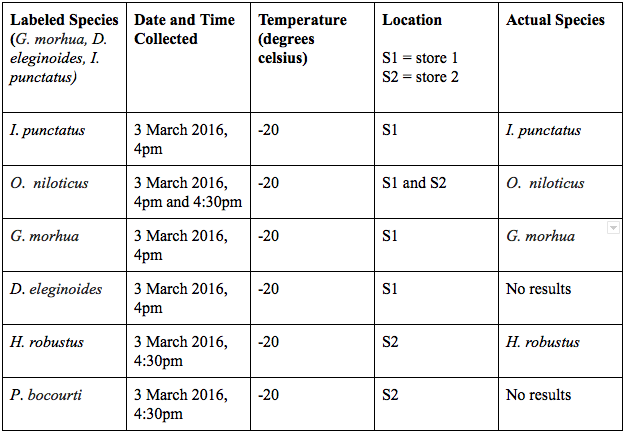 Labeled Species Date and Time Temperature Location Actual Species
(G. morhua, D. Collected (degrees
eleginoides, I. celsius) S1 = store 1
punctatus) S2 = store 2
I. punctatus 3 March 2016, -20 S1 I. punctatus
4pm
O. niloticus 3 March 2016, -20 S1 and S2 O. niloticus
4pm and 4:30pm
G. morhua 3 March 2016, -20 S1 G. morhua
4pm
D. eleginoides 3 March 2016, -20 S1 No results
4pm
H. robustus 3 March 2016, -20 S2 H. robustus
4:30pm
P. bocourti 3 March 2016, -20 S2 No results
4:30pm